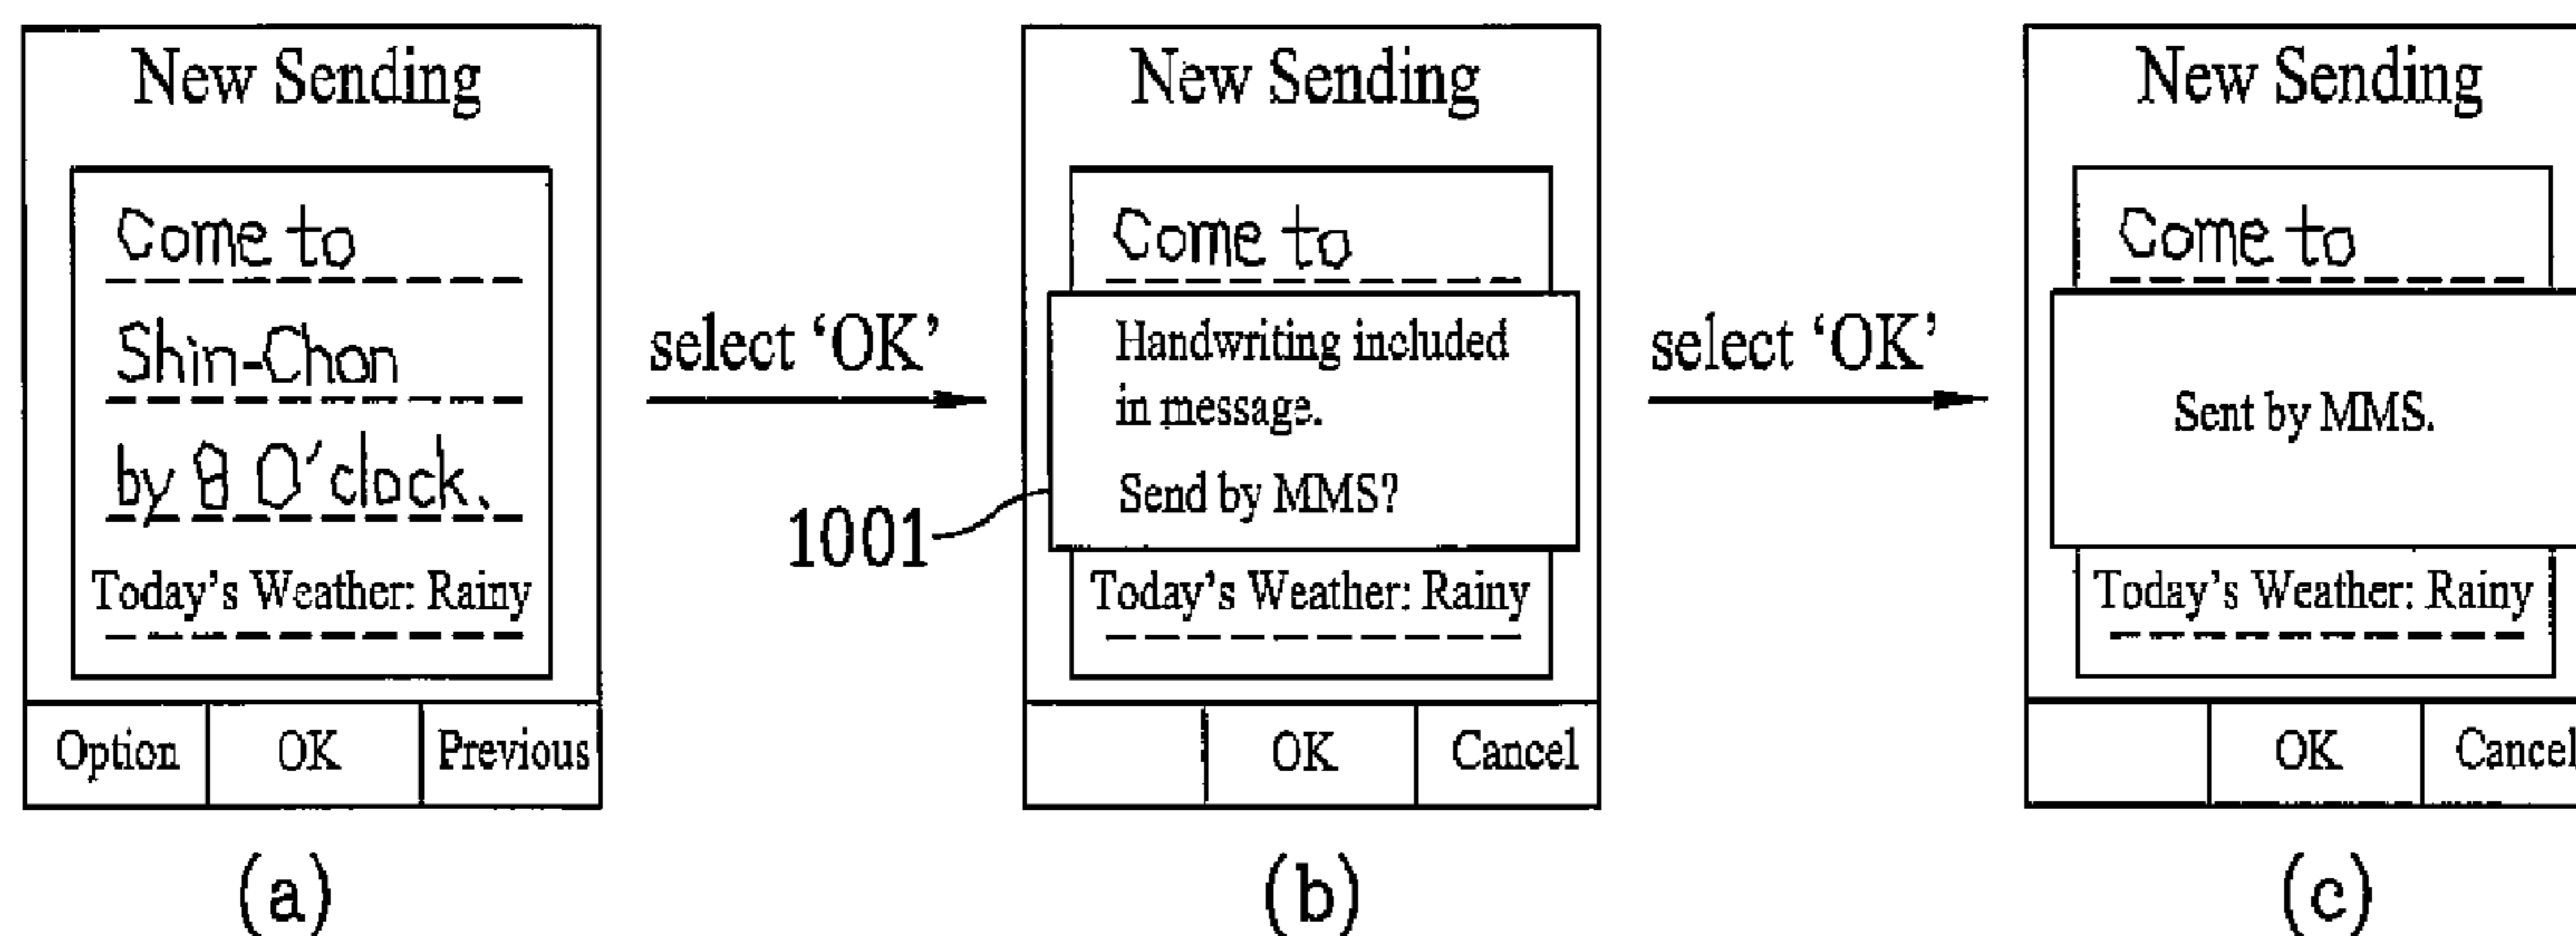 New Sending
Come to
Shin-Chon
by 8 O'clock.
Today's Weather: Rainy
Option OK Previous
(a)
select ‘OK’
New Sending
Come to
Handwriting included
in message.
Send by MMS?
1001
Today's Weather: Rainy
OK Cancel
(b)
select ‘OK’
New Sending
Come to
Sent by MMS.
Today's Weather: Rainy
OK Cancel
(c)